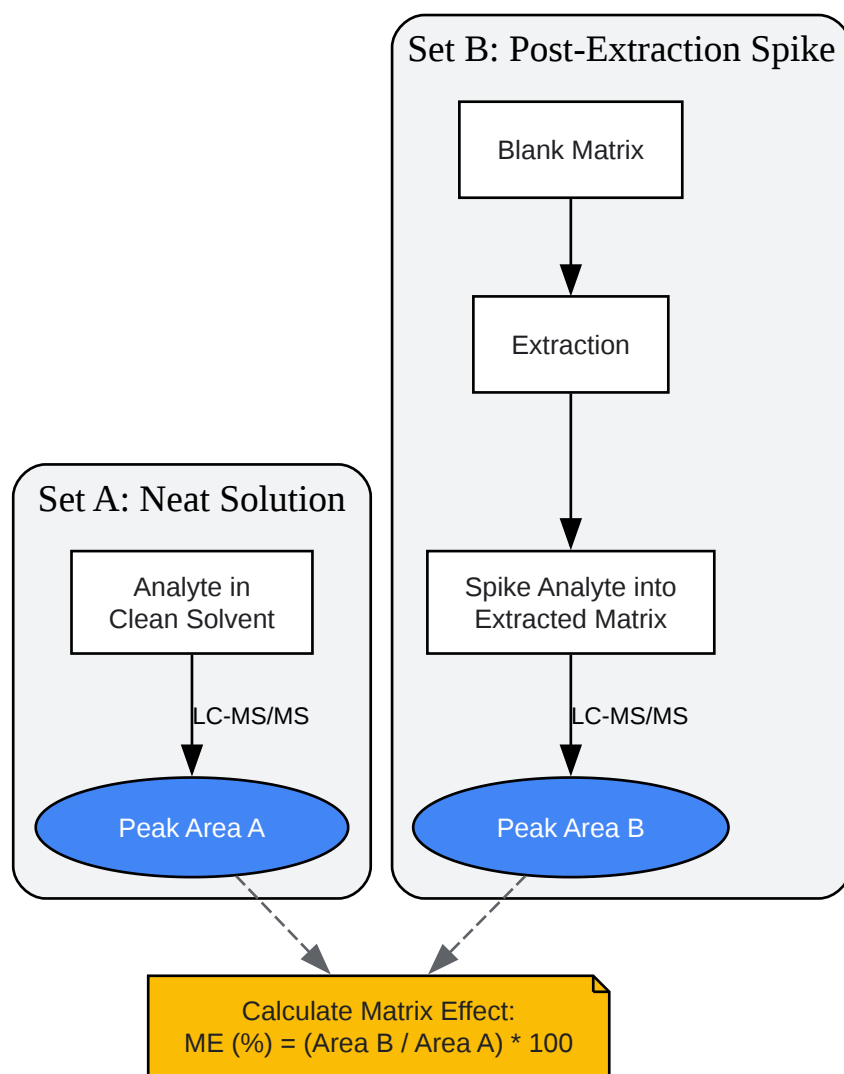 Set B: Post-Extraction Spike
Blank Matrix
Extraction
Set A: Neat Solution
Analyte in
Clean Solvent
Spike Analyte into
Extracted Matrix
LC-MS/MS
LC-MS/MS
Peak Area A
Peak Area B
Calculate Matrix Effect:
ME (%) = (Area B / Area A) * 100